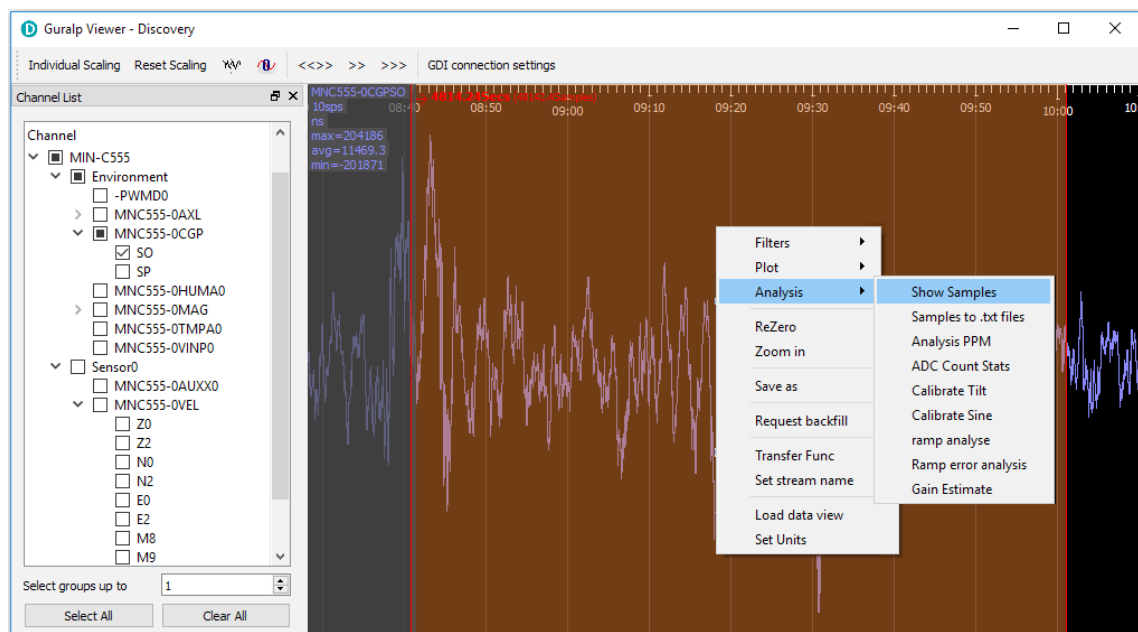 Guralp Viewer - Discovery
Individual Scaling Reset Scaling <<>> >> >>> GDI connection settings
Channel List
Channel
MIN-C555
Environment
-PWMD0
MNC555-0AXL
MNC555-0CGP
SO
SP
MNC555-0HUMA0
MNC555-0MAG
MNC555-0TMPA0
MNC555-0VINP0
Sensor0
MNC555-0AUXX0
MNC555-0VEL
Z0
Z2
N0
N2
E0
E2
M8
M9
Select groups up to 1
Select All Clear All
MNC555-0CGPSO
10sps
ns
max=204186
avg=11469.3
min=-201871
4814.245secs
08:40 08:50 09:00 09:10 09:20 09:30 09:40 09:50 10:00 10
Filters
Plot
Analysis
ReZero
Zoom in
Save as
Request backfill
Transfer Func
Set stream name
Load data view
Set Units
Show Samples
Samples to .txt files
Analysis PPM
ADC Count Stats
Calibrate Tilt
Calibrate Sine
ramp analyse
Ramp error analysis
Gain Estimate